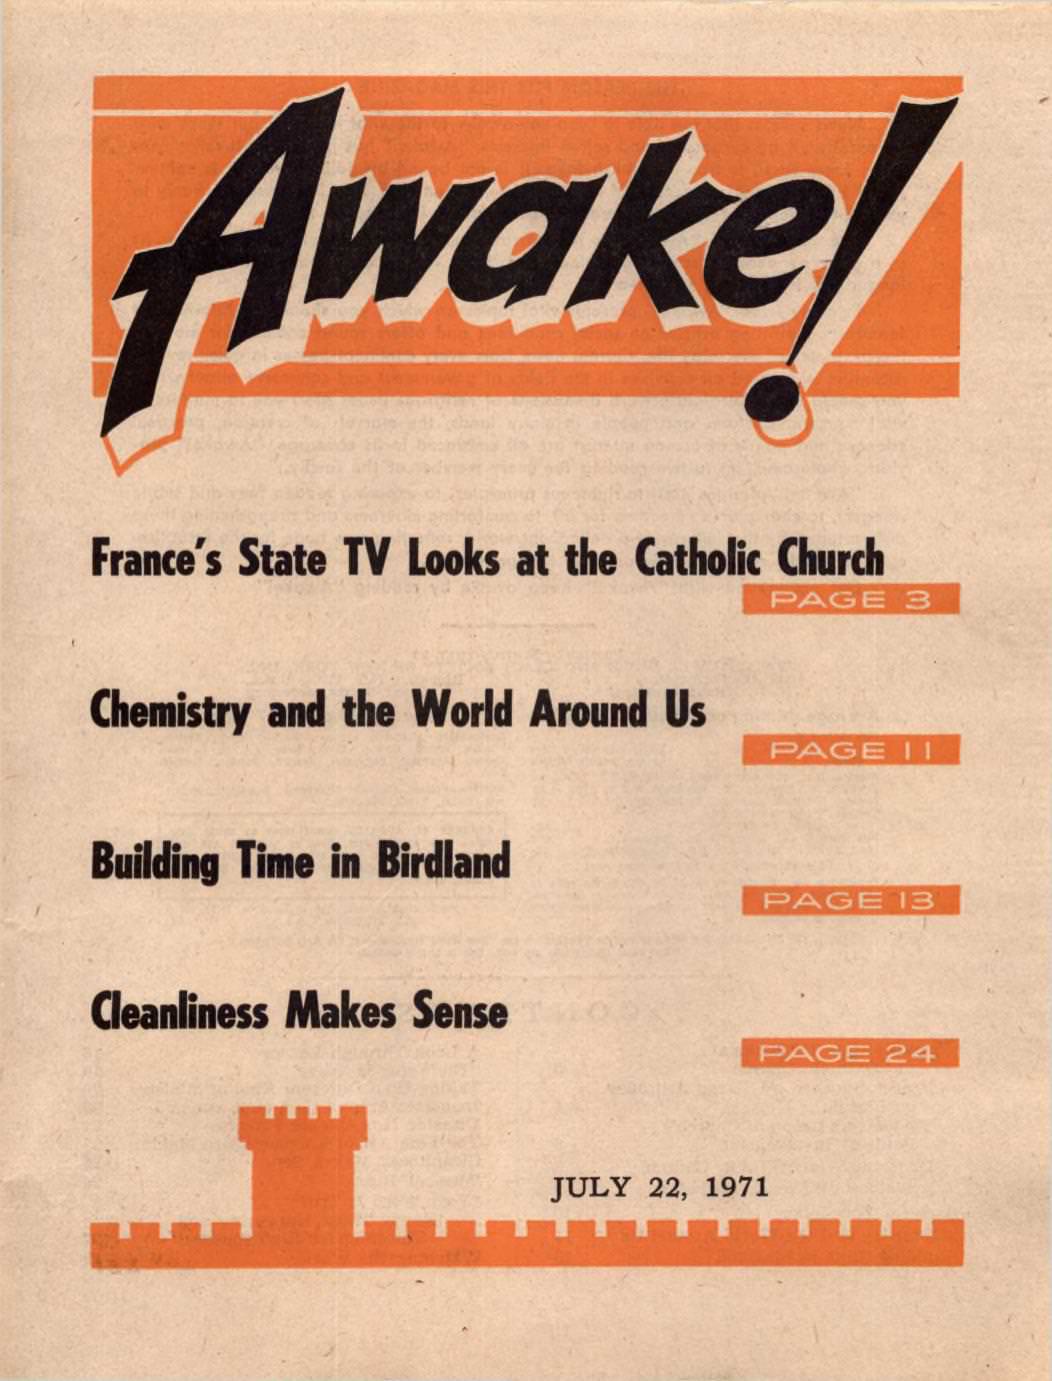 Awake!
France's State TV Looks at the Catholic Church
PAGE 3
Chemistry and the World Around Us
PAGE 11
Building Time in Birdland
PAGE 13
Cleanliness Makes Sense
PAGE 24
JULY 22, 1971